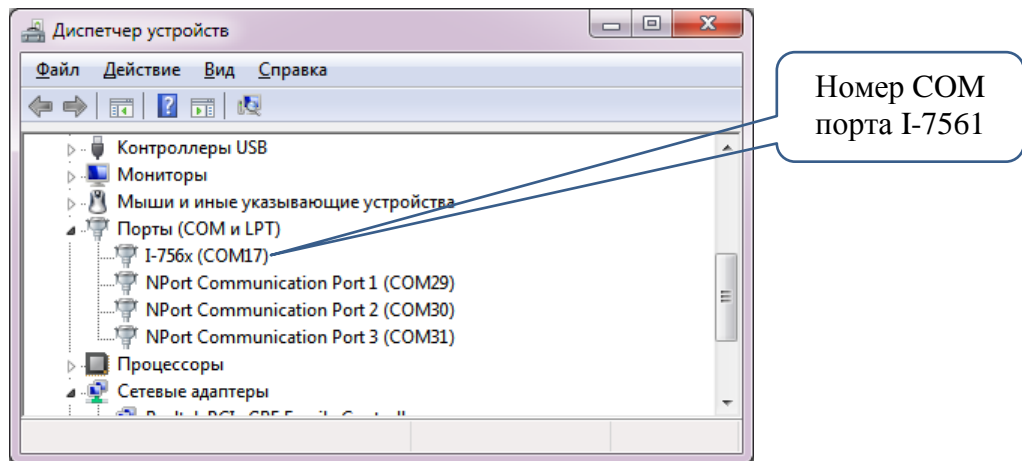 Диспетчер устройств
Файл Действие Вид Справка
Номер COM
порта I-7561
Контроллеры USB
Мониторы
Мыши и иные указывающие устройства
Порты (COM и LPT)
I-756x (COM17)
NPort Communication Port 1 (COM29)
NPort Communication Port 2 (COM30)
NPort Communication Port 3 (COM31)
Процессоры
Сетевые адаптеры